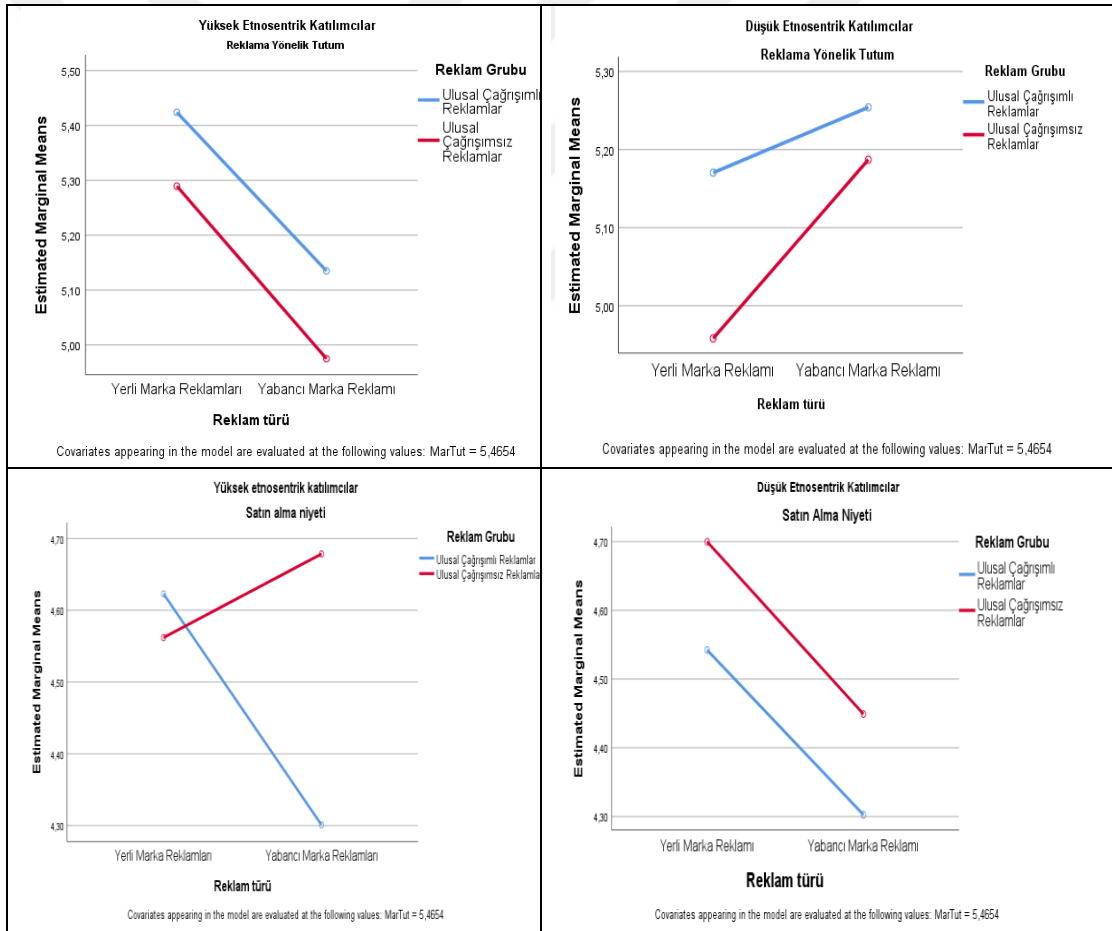 Yüksek Etnosentrik Katılımcılar
Reklama Yönelik Tutum
Reklam Grubu
Ulusal Çağrışımlı
Reklamlar
Ulusal
Çağrışımsız
Reklamlar
Estimated Marginal Means
5,50
5,40
5,30
5,20
5,10
5,00
Yerli Marka Reklamları
Yabancı Marka Reklamı
Reklam türü
Covariates appearing in the model are evaluated at the following values: MarTut = 5,4654
Düşük Etnosentrik Katılımcılar
Reklama Yönelik Tutum
Reklam Grubu
Ulusal Çağrışımlı
Reklamlar
Ulusal Çağrışımsız
Reklamlar
Estimated Marginal Means
5,30
5,20
5,10
5,00
Yerli Marka Reklamı
Yabancı Marka Reklamı
Reklam türü
Covariates appearing in the model are evaluated at the following values: MarTut = 5,4654
Yüksek etnosentrik katılımcılar
Satın alma niyeti
Reklam Grubu
Ulusal Çağrışımlı Reklamlar
Ulusal Çağrışımsız Reklamlar
Estimated Marginal Means
4,70
4,60
4,50
4,40
4,30
Yerli Marka Reklamları
Yabancı Marka Reklamları
Reklam türü
Covariates appearing in the model are evaluated at the following values: MarTut = 5,4654
Düşük Etnosentrik Katılımcılar
Satın Alma Niyeti
Reklam Grubu
Ulusal Çağrışımlı
Reklamlar
Ulusal Çağrışımsız
Reklamlar
Estimated Marginal Means
4,70
4,60
4,50
4,40
4,30
Yerli Marka Reklamı
Yabancı Marka Reklamı
Reklam türü
Covariates appearing in the model are evaluated at the following values: MarTut = 5,4654